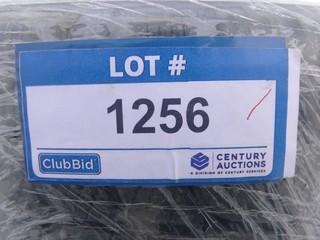 LOT #
1256
ClubBid
CENTURY
AUCTIONS
A DIVISION OF CENTURY SERVICES